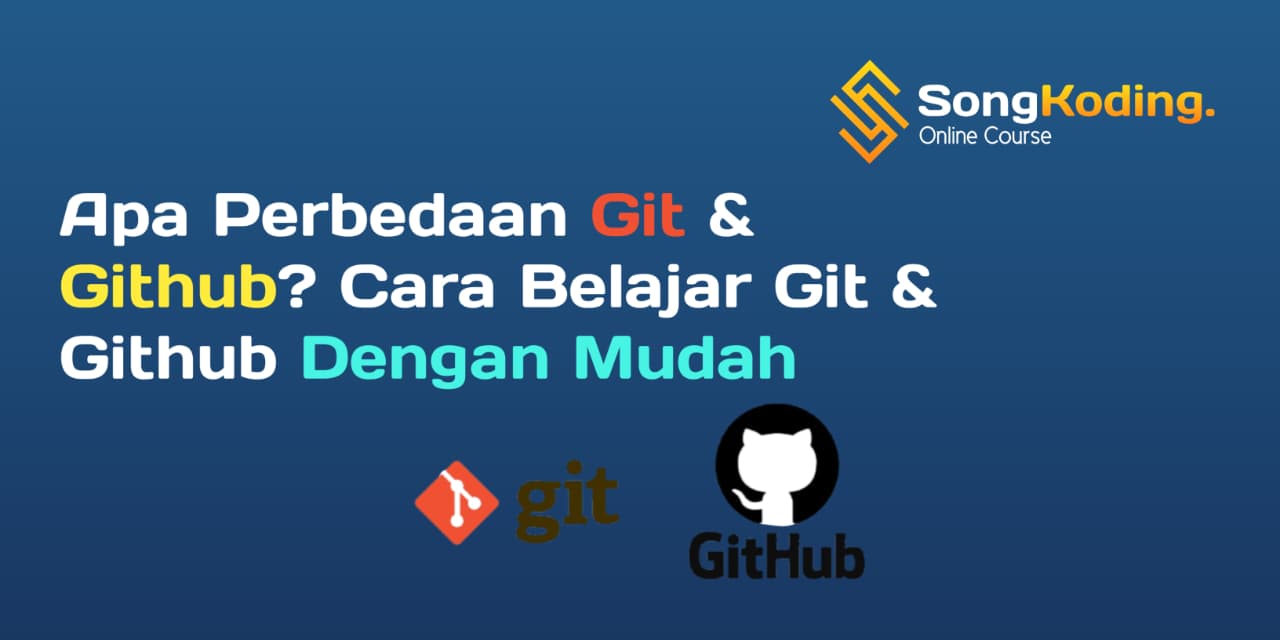 SongKoding.
Online Course
Apa Perbedaan Git &
Github? Cara Belajar Git &
Github Dengan Mudah
git
GitHub